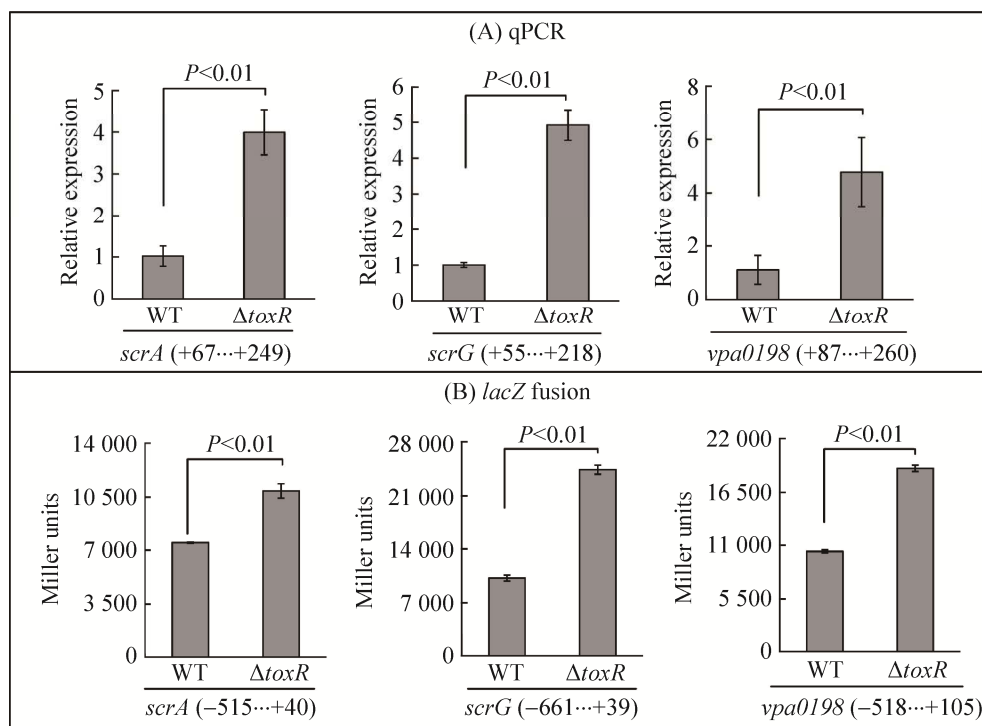 (A) qPCR
P<0.01
Relative expression
5
4
3
2
1
0
WT ΔtoxR
scrA (+67···+249)
P<0.01
Relative expression
6
5
4
3
2
1
0
WT ΔtoxR
scrG (+55···+218)
P<0.01
Relative expression
8
6
4
2
0
WT ΔtoxR
vpa0198 (+87···+260)
(B) lacZ fusion
P<0.01
Miller units
14 000
10 500
7 000
3 500
0
WT ΔtoxR
scrA (−515···+40)
P<0.01
Miller units
28 000
21 000
14 000
7 000
0
WT ΔtoxR
scrG (−661···+39)
P<0.01
Miller units
22 000
16 500
11 000
5 500
0
WT ΔtoxR
vpa0198 (−518···+105)